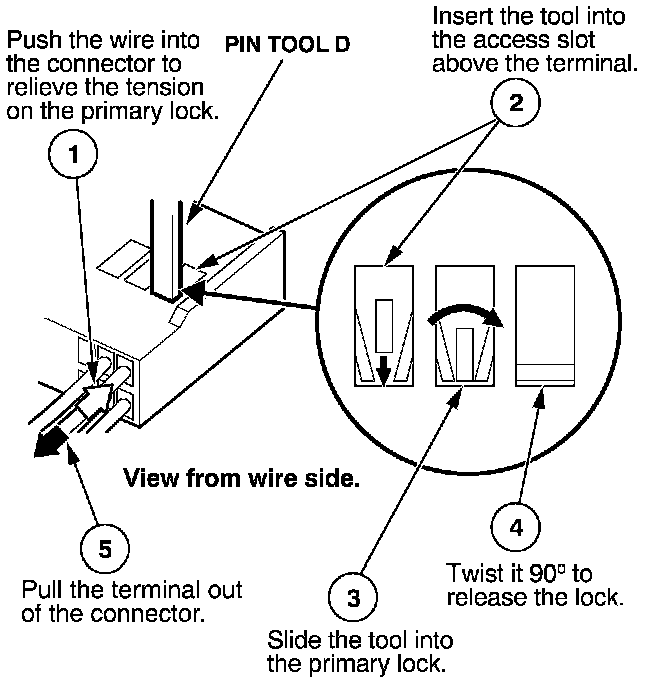 Push the wire into
the connector to
relieve the tension
on the primary lock.
1
PIN TOOL D
Insert the tool into
the access slot
above the terminal.
2
View from wire side.
5
Pull the terminal out
of the connector.
3
Slide the tool into
the primary lock.
4
Twist it 90º to
release the lock.